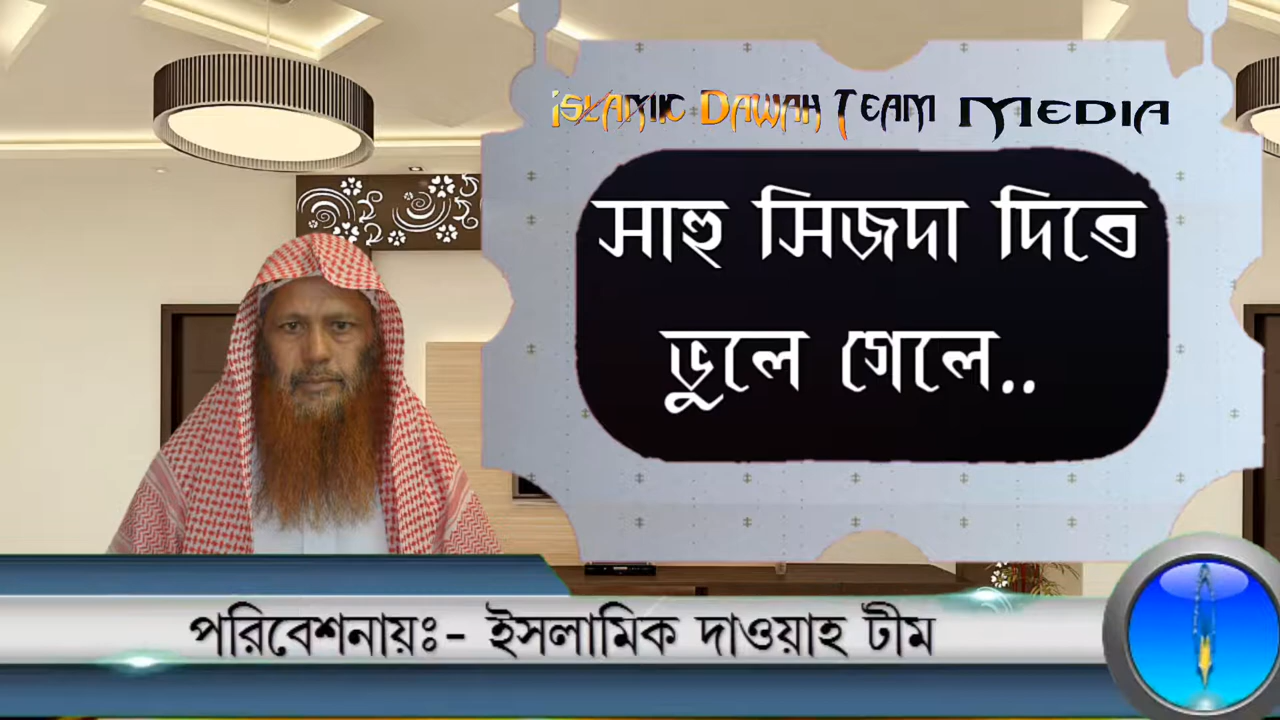 Islamic Dawah Team Media
সাহু সিজদা দিতে
ভুলে গেলে..
পরিবেশনায়ঃ- ইসলামিক দাওয়াহ টীম